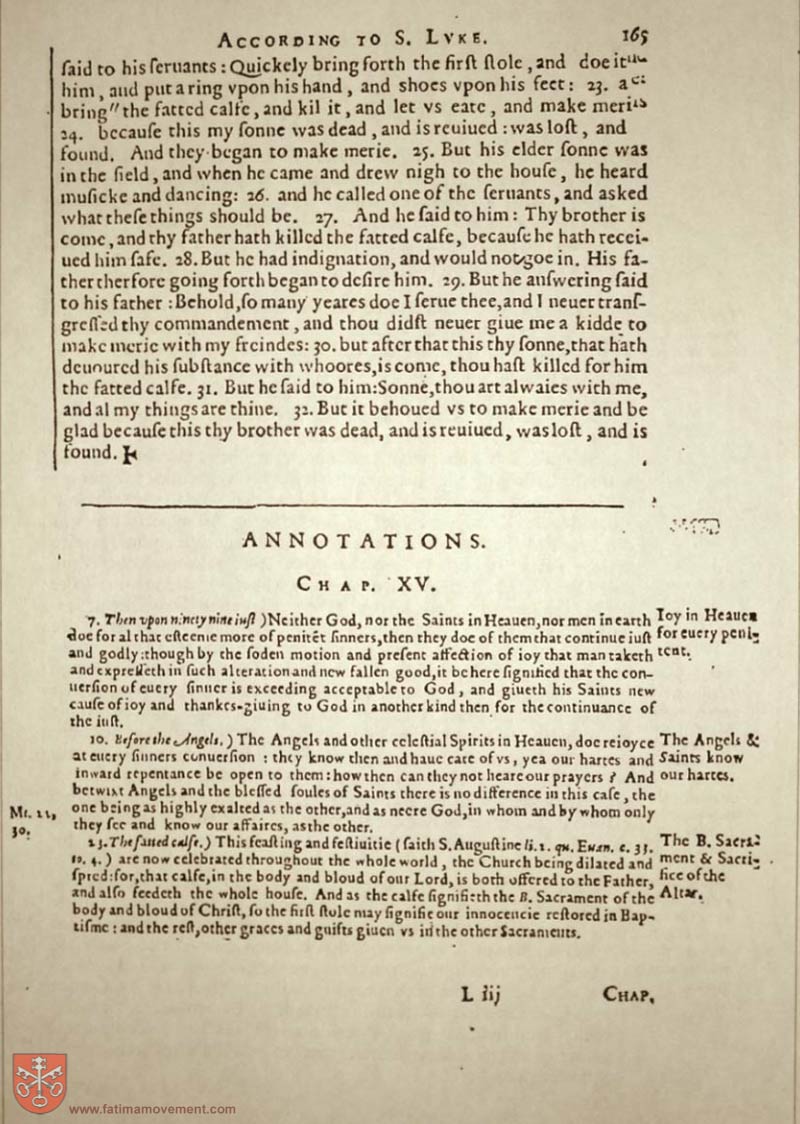 ACCORDING TO S. LVKE. 165
ſaid to his ſeruants : Quickely bring forth the firſt ſtole, and doe it
him, and put a ring vpon his hand, and shoes vpon his feet: 23.
bring" the fatted calfe, and kil it, and let vs eate, and make
24. becauſe this my ſonne was dead, and is reuiued : was loſt, and
found. And they began to make merie. 25. But his elder ſonne was
in the field, and when he came and drew nigh to the houſe, he heard
muſicke and dancing: 26. and he called one of the ſeruants, and asked
what theſe things should be. 27. And he ſaid to him: Thy brother is
come, and thy father hath killed the fatted calfe, becauſe he hath recei-
ued him ſafe. 28. But he had indignation, and would not goe in. His fa-
ther therfore going forth began to deſire him. 29. But he anſwering ſaid
to his father : Behold, ſo many yeares doe I ſerue thee, and I neuer tranſ-
greſſed thy commandement, and thou didſt neuer giue me a kidde to
make merie with my freindes: 30. but after that this thy ſonne, that hath
deuoured his ſubſtance with whoores, is come, thou haſt killed for him
the fatted calfe. 31. But he ſaid to him: Sonne, thou art alwaies with me,
and al my things are thine. 32. But it behoued vs to make merie and be
glad becauſe this thy brother was dead, and is reuiued, was loſt, and is
found.
ANNOTATIONS.
CHAP. XV.
7. Then vpon ninety nine iuſt ) Neither God, nor the Saints in Heauen, nor men in earth
doe for al that eſteeme more of penitēt ſinners, then they doe of them that continue iuſt
and godly: though by the ſoden motion and preſent affection of ioy that man taketh
and expreſſeth in ſuch alteration and new fallen good, it be here ſignified that the con-
uerſion of euery ſinner is exceeding acceptable to God, and giueth his Saints new
cauſe of ioy and thankes-giuing to God in another kind then for the continuance of
the iuſt.
Ioy in Heauen
for euery peni-
tent.
10. Before the Angels. ) The Angels and other celeſtial Spirits in Heauen, doe reioyce
at euery ſinners conuerſion : they know then and haue care of vs, yea our hartes and
inward repentance be open to them: how then can they not heare our prayers ? And
betwixt Angels and the bleſſed ſoules of Saints there is no difference in this caſe, the
one being as highly exalted as the other, and as neere God, in whom and by whom only
they ſee and know our affaires, as the other.
The Angels &
Saints know
our hartes.
Mt. 22,
30.
23. The fatted calfe. ) This feaſting and feſtiuitie ( ſaith S. Auguſtine li. 2. qu. Euan. c. 33.
to. 4. ) are now celebrated throughout the whole world, the Church being dilated and
ſpred: for, that calfe, in the body and bloud of our Lord, is both offered to the Father,
and alſo feedeth the whole houſe. And as the calfe ſignifieth the B. Sacrament of the
body and bloud of Chriſt, ſo the firſt ſtole may ſignifie our innocencie reſtored in Bap-
tiſme : and the reſt, other graces and guifts giuen vs in the other Sacraments.
The B. Sacra-
ment & Sacri-
fice of the
Altar.
L iij CHAP.
www.fatimamovement.com